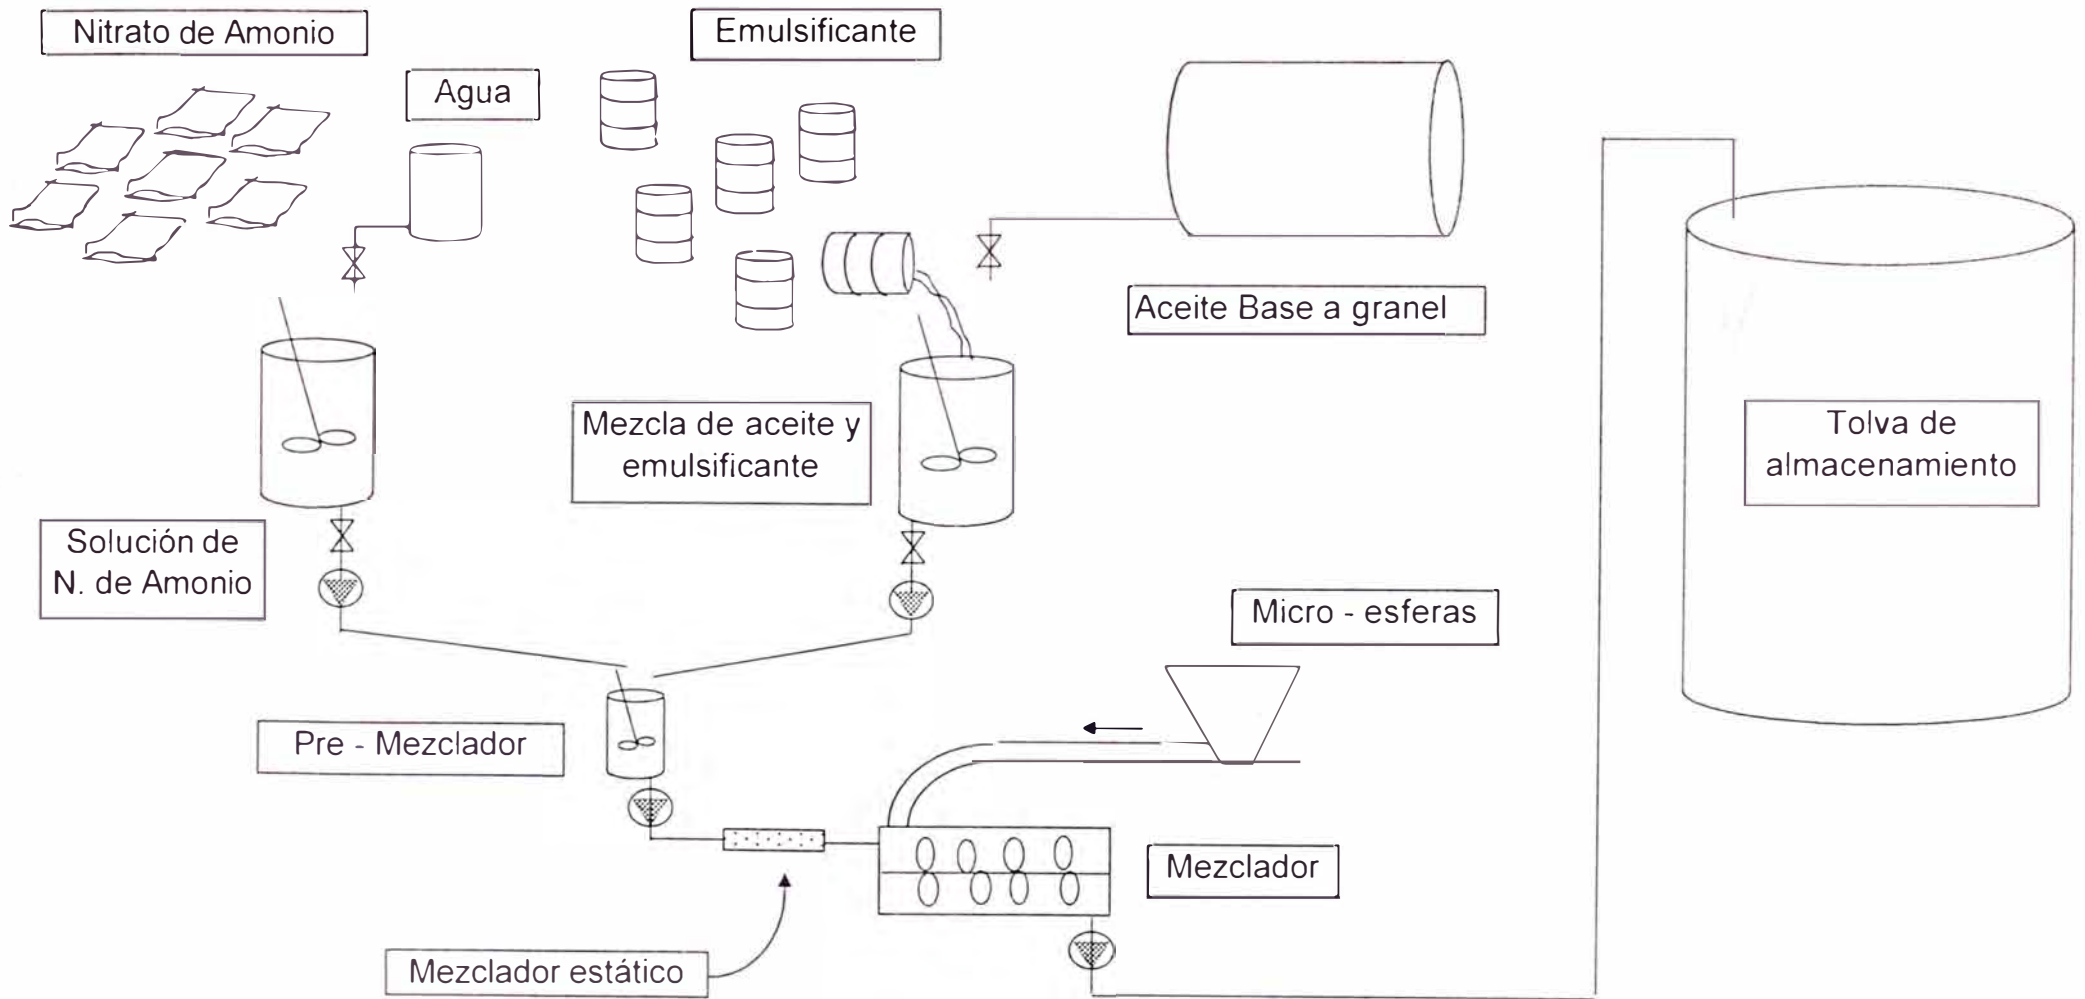 Nitrato de Amonio
Emulsificante
Agua
Aceite Base a granel
Mezcla de aceite y
emulsificante
Tolva de
almacenamiento
Solución de
N. de Amonio
Micro - esferas
Pre - Mezclador
Mezclador
Mezclador estático